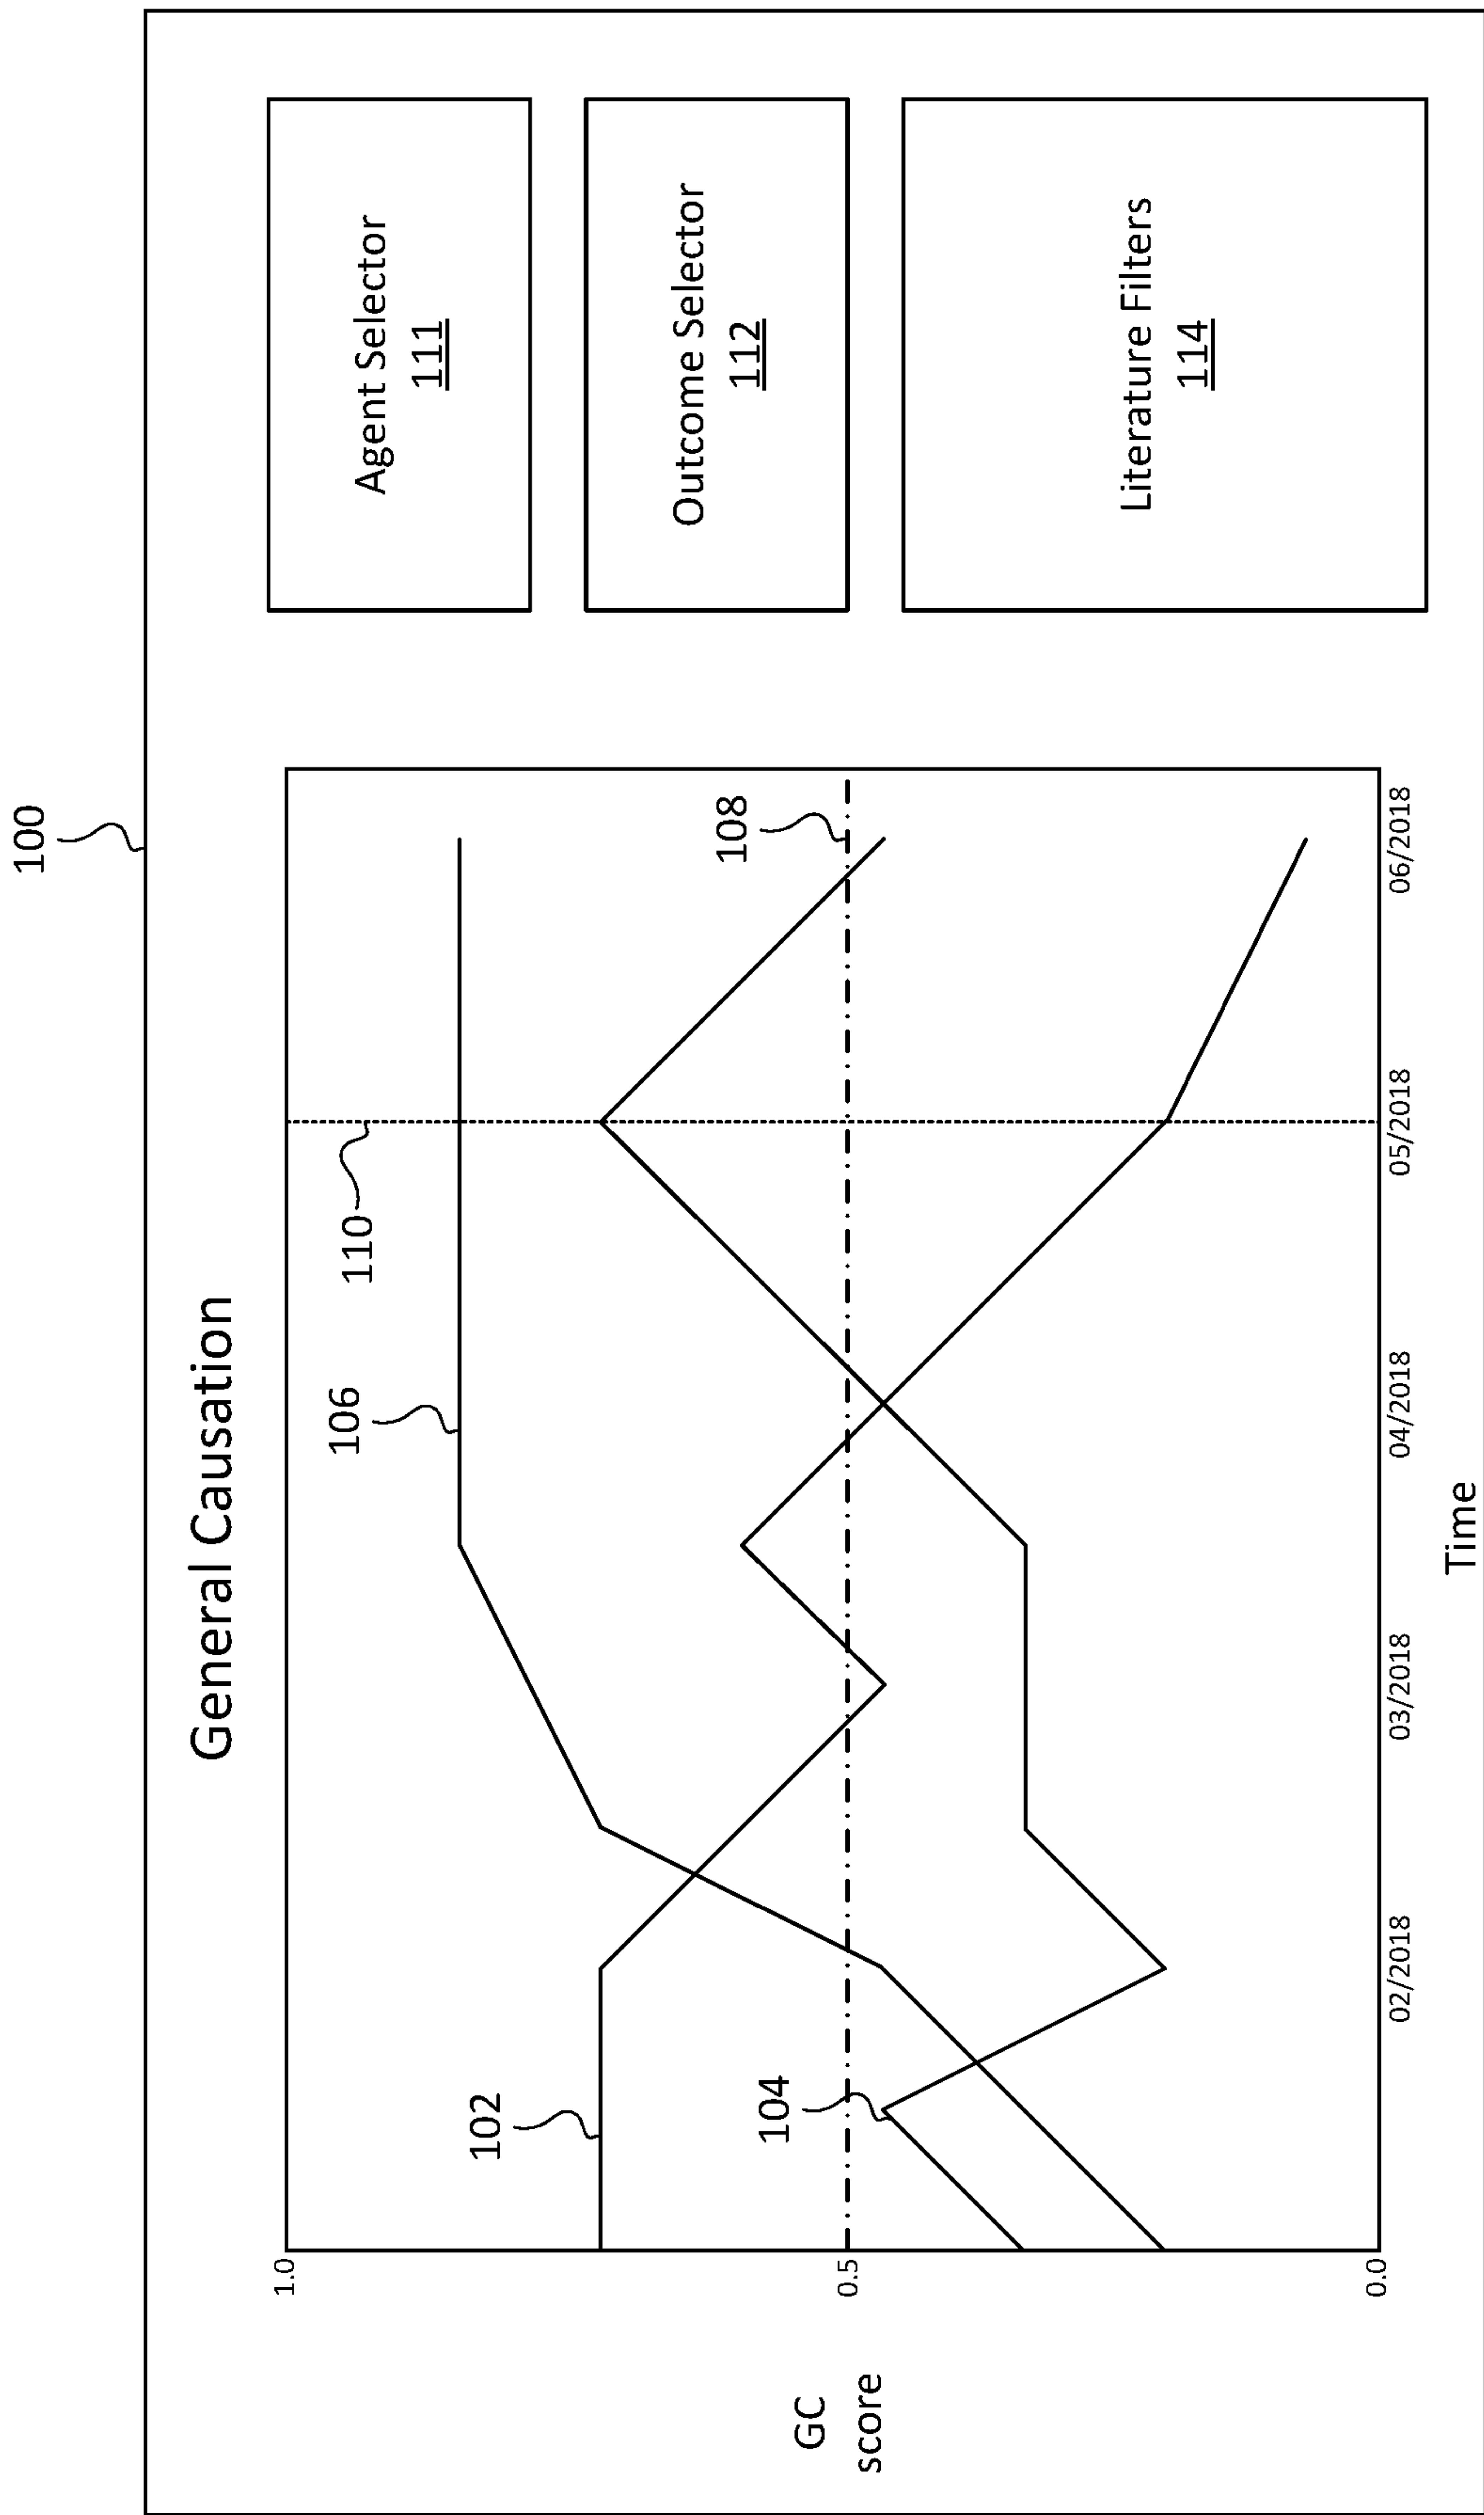 100
General Causation
GC
score
1.0
0.5
0.0
102
104
106
110
108
02/2018
03/2018
04/2018
05/2018
06/2018
Time
Agent Selector
111
Outcome Selector
112
Literature Filters
114